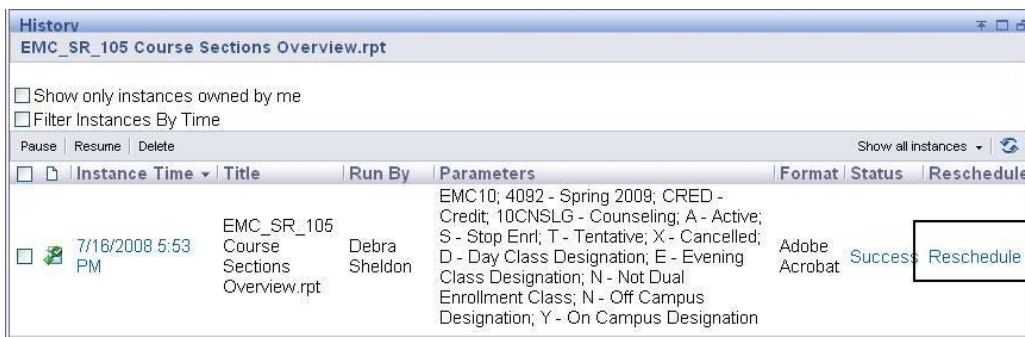 History
EMC_SR_105 Course Sections Overview.rpt
Show only instances owned by me
Filter Instances By Time
Pause Resume Delete Show all instances
Instance Time Title Run By Parameters Format Status Reschedule
7/16/2008 5:53
PM
EMC_SR_105
Course
Sections
Overview.rpt
Debra
Sheldon
EMC10; 4092 - Spring 2009; CRED -
Credit; 10CNSLG - Counseling; A - Active;
S - Stop Enrl; T - Tentative; X - Cancelled;
D - Day Class Designation; E - Evening
Class Designation; N - Not Dual
Enrollment Class; N - Off Campus
Designation; Y - On Campus Designation
Adobe
Acrobat
Success
Reschedule